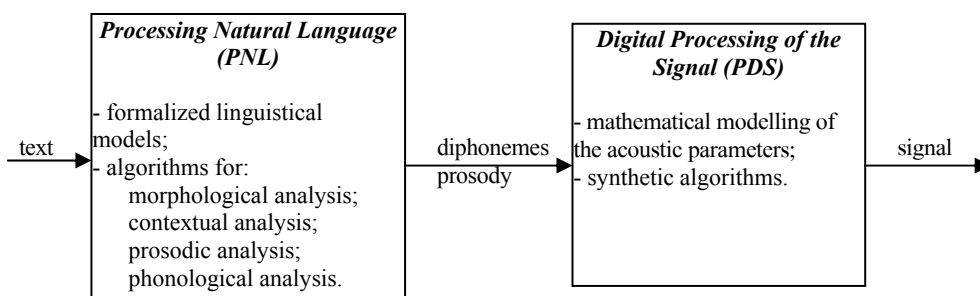 Processing Natural Language
(PNL)
- formalized linguistical
models;
- algorithms for:
morphological analysis;
contextual analysis;
prosodic analysis;
phonological analysis.
text
diphonemes
prosody
Digital Processing of the
Signal (PDS)
- mathematical modelling of
the acoustic parameters;
- synthetic algorithms.
signal